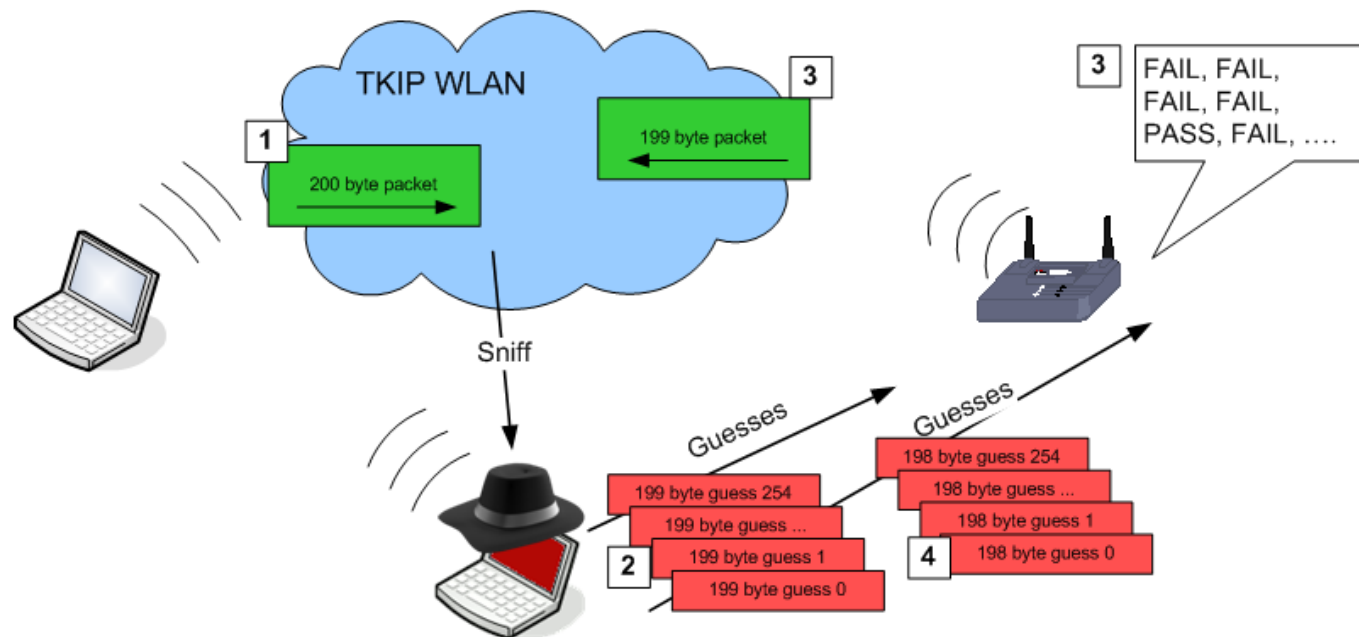 TKIP WLAN
3
199 byte packet
1
200 byte packet
3
FAIL, FAIL,
FAIL, FAIL,
PASS, FAIL, ....
Sniff
Guesses
Guesses
199 byte guess 254
199 byte guess ...
2
199 byte guess 1
199 byte guess 0
198 byte guess 254
198 byte guess ...
198 byte guess 1
4
198 byte guess 0